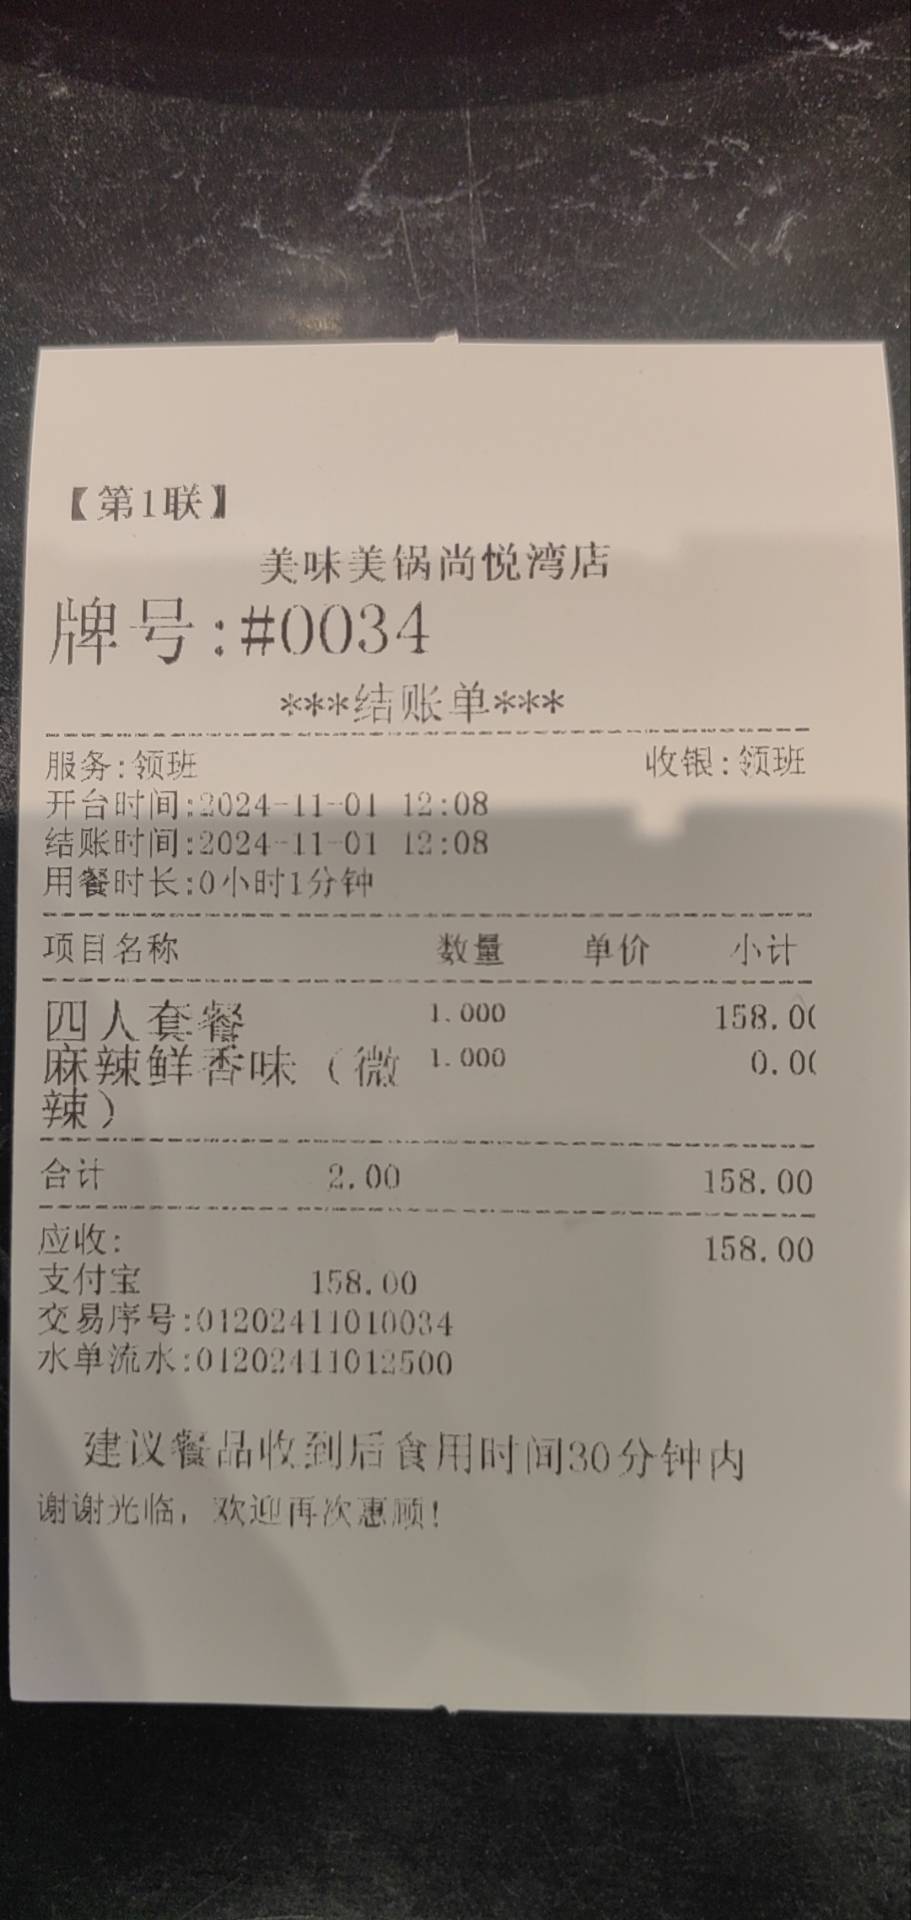 【第1联】
美味美锅尚悦湾店
牌号:#0034
***结账单***
服务:领班 收银:领班
开台时间:2024-11-01 12:08
结账时间:2024-11-01 12:08
用餐时长:0小时1分钟
项目名称 数量 单价 小计
四人套餐 1.000 158.0
麻辣鲜香味（微 1.000 0.0
辣）
合计 2.00 158.00
应收: 158.00
支付宝 158.00
交易序号:01202411010034
水单流水:01202411012500
建议餐品收到后食用时间30分钟内
谢谢光临，欢迎再次惠顾!